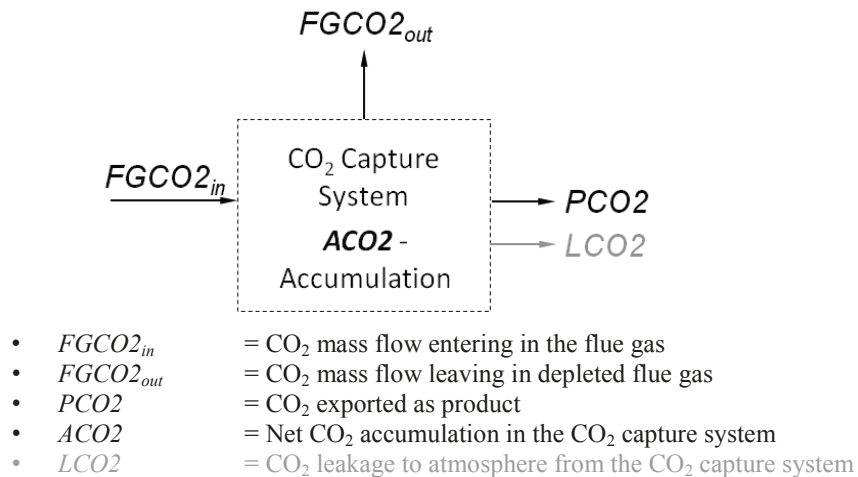 FGCO2out
FGCO2in
CO2 Capture
System
ACO2 -
Accumulation
PCO2
LCO2
• FGCO2in = CO2 mass flow entering in the flue gas
• FGCO2out = CO2 mass flow leaving in depleted flue gas
• PCO2 = CO2 exported as product
• ACO2 = Net CO2 accumulation in the CO2 capture system
• LCO2 = CO2 leakage to atmosphere from the CO2 capture system